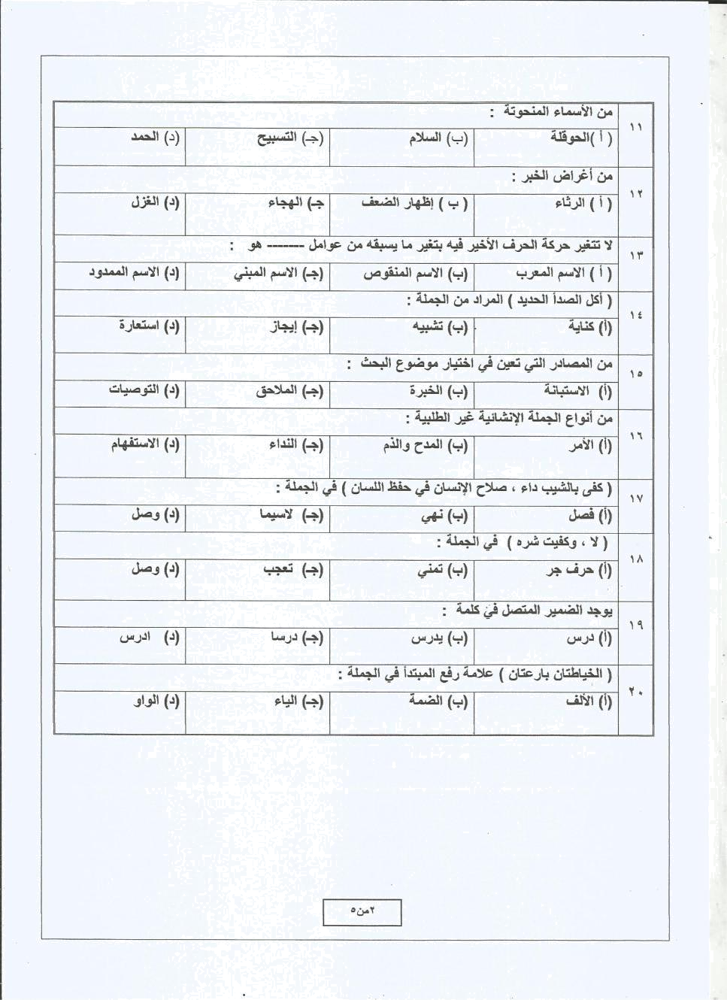 ١١ من الأسماء المنحوتة :
( أ )الحوقلة (ب) السلام (جـ) التسبيح (د) الحمد
١٢ من أغراض الخبر :
( أ ) الرثاء ( ب ) إظهار الضعف جـ) الهجاء (د) الغزل
١٣ لا تتغير حركة الحرف الأخير فيه بتغير ما يسبقه من عوامل ------- هو :
( أ ) الاسم المعرب (ب) الاسم المنقوص (جـ) الاسم المبني (د) الاسم الممدود
١٤ ( أكل الصدأ الحديد ) المراد من الجملة :
(أ) كناية (ب) تشبيه (جـ) إيجاز (د) استعارة
١٥ من المصادر التي تعين في اختيار موضوع البحث :
(أ) الاستبانة (ب) الخبرة (جـ) الملاحق (د) التوصيات
١٦ من أنواع الجملة الإنشائية غير الطلبية :
(أ) الأمر (ب) المدح والذم (جـ) النداء (د) الاستفهام
١٧ ( كفى بالشيب داء ، صلاح الإنسان في حفظ اللسان ) في الجملة :
(أ) فصل (ب) نهي (جـ) لاسيما (د) وصل
١٨ ( لا ، وكفيت شره ) في الجملة :
(أ) حرف جر (ب) تمني (جـ) تعجب (د) وصل
١٩ يوجد الضمير المتصل في كلمة :
(أ) درس (ب) يدرس (جـ) درسا (د) ادرس
٢٠ ( الخياطتان بارعتان ) علامة رفع المبتدأ في الجملة :
(أ) الألف (ب) الضمة (جـ) الياء (د) الواو
٢من٥